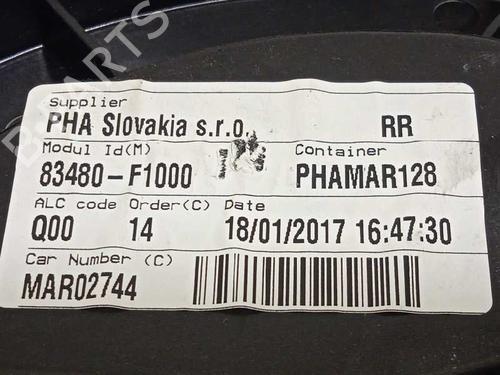 Supplier
PHA Slovakia s.r.o. RR
Modul Id(M) Container
83480-F1000 PHAMAR128
ALC code Order(C) Date
Q00 14 18/01/2017 16:47:30
Car Number (C)
MAR02744